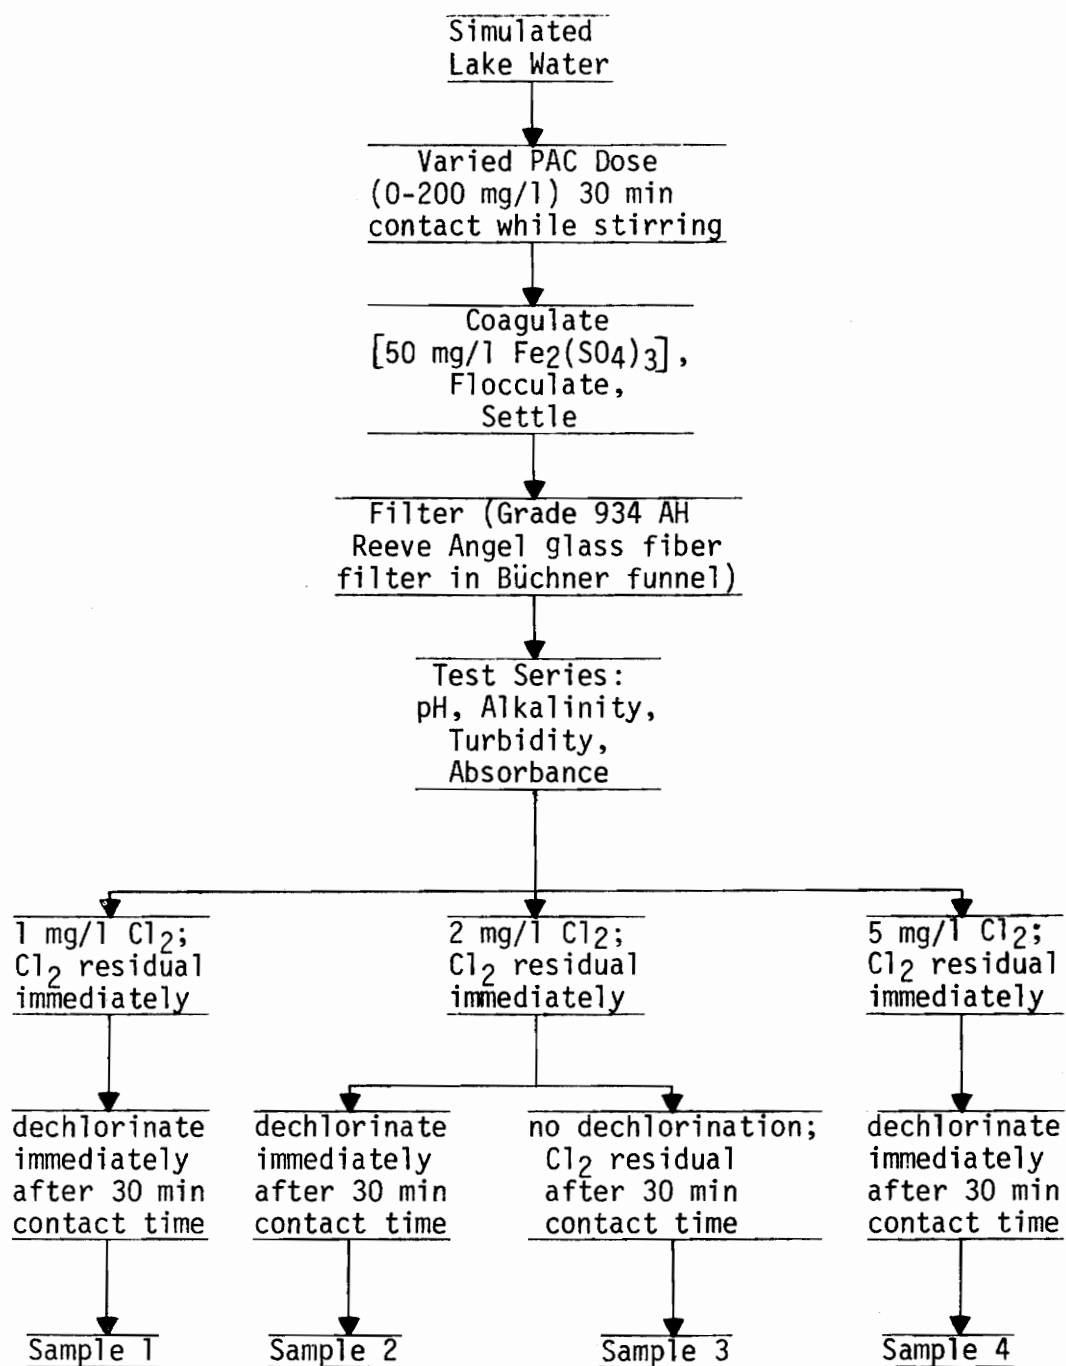 Simulated
Lake Water
Varied PAC Dose
(0-200 mg/l) 30 min
contact while stirring
Coagulate
[50 mg/l Fe2(SO4)3],
Flocculate,
Settle
Filter (Grade 934 AH
Reeve Angel glass fiber
filter in Büchner funnel)
Test Series:
pH, Alkalinity,
Turbidity,
Absorbance
1 mg/l Cl2;
Cl2 residual
immediately
2 mg/l Cl2;
Cl2 residual
immediately
5 mg/l Cl2;
Cl2 residual
immediately
dechlorinate
immediately
after 30 min
contact time
dechlorinate
immediately
after 30 min
contact time
no dechlorination;
Cl2 residual
after 30 min
contact time
dechlorinate
immediately
after 30 min
contact time
Sample 1
Sample 2
Sample 3
Sample 4